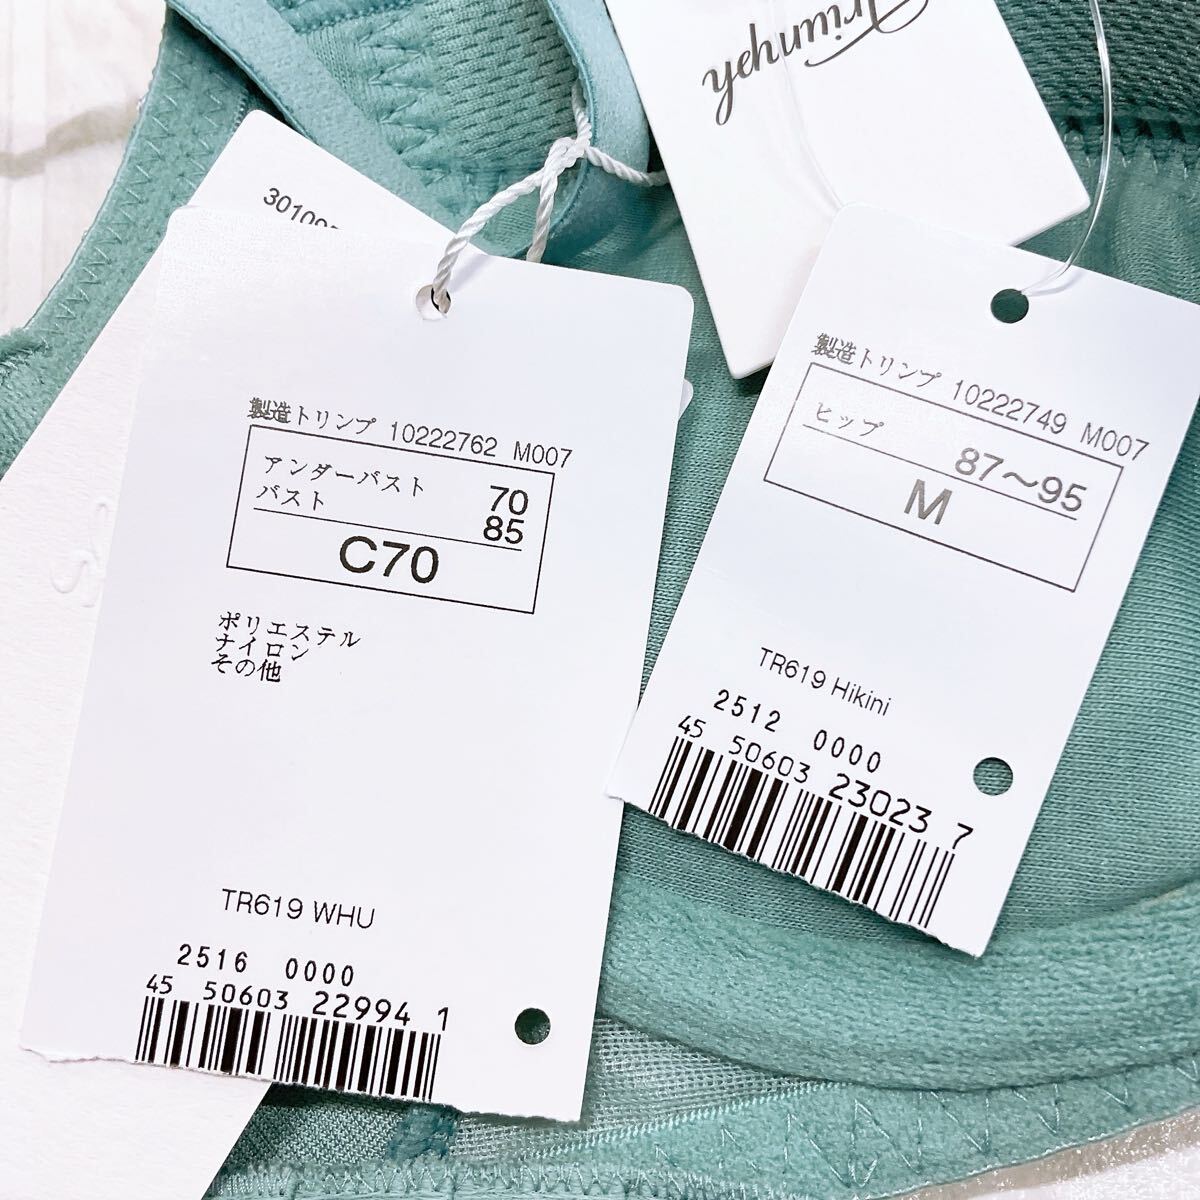 Triumph
製造トリンプ 10222762 M007
アンダーバスト 70
バスト 85
C70
ポリエステル
ナイロン
その他
TR619 WHU
2516 0000
45 50603 22994 1
製造トリンプ 10222749 M007
ヒップ 87～95
M
TR619 Hikini
2512 0000
45 50603 23023 7